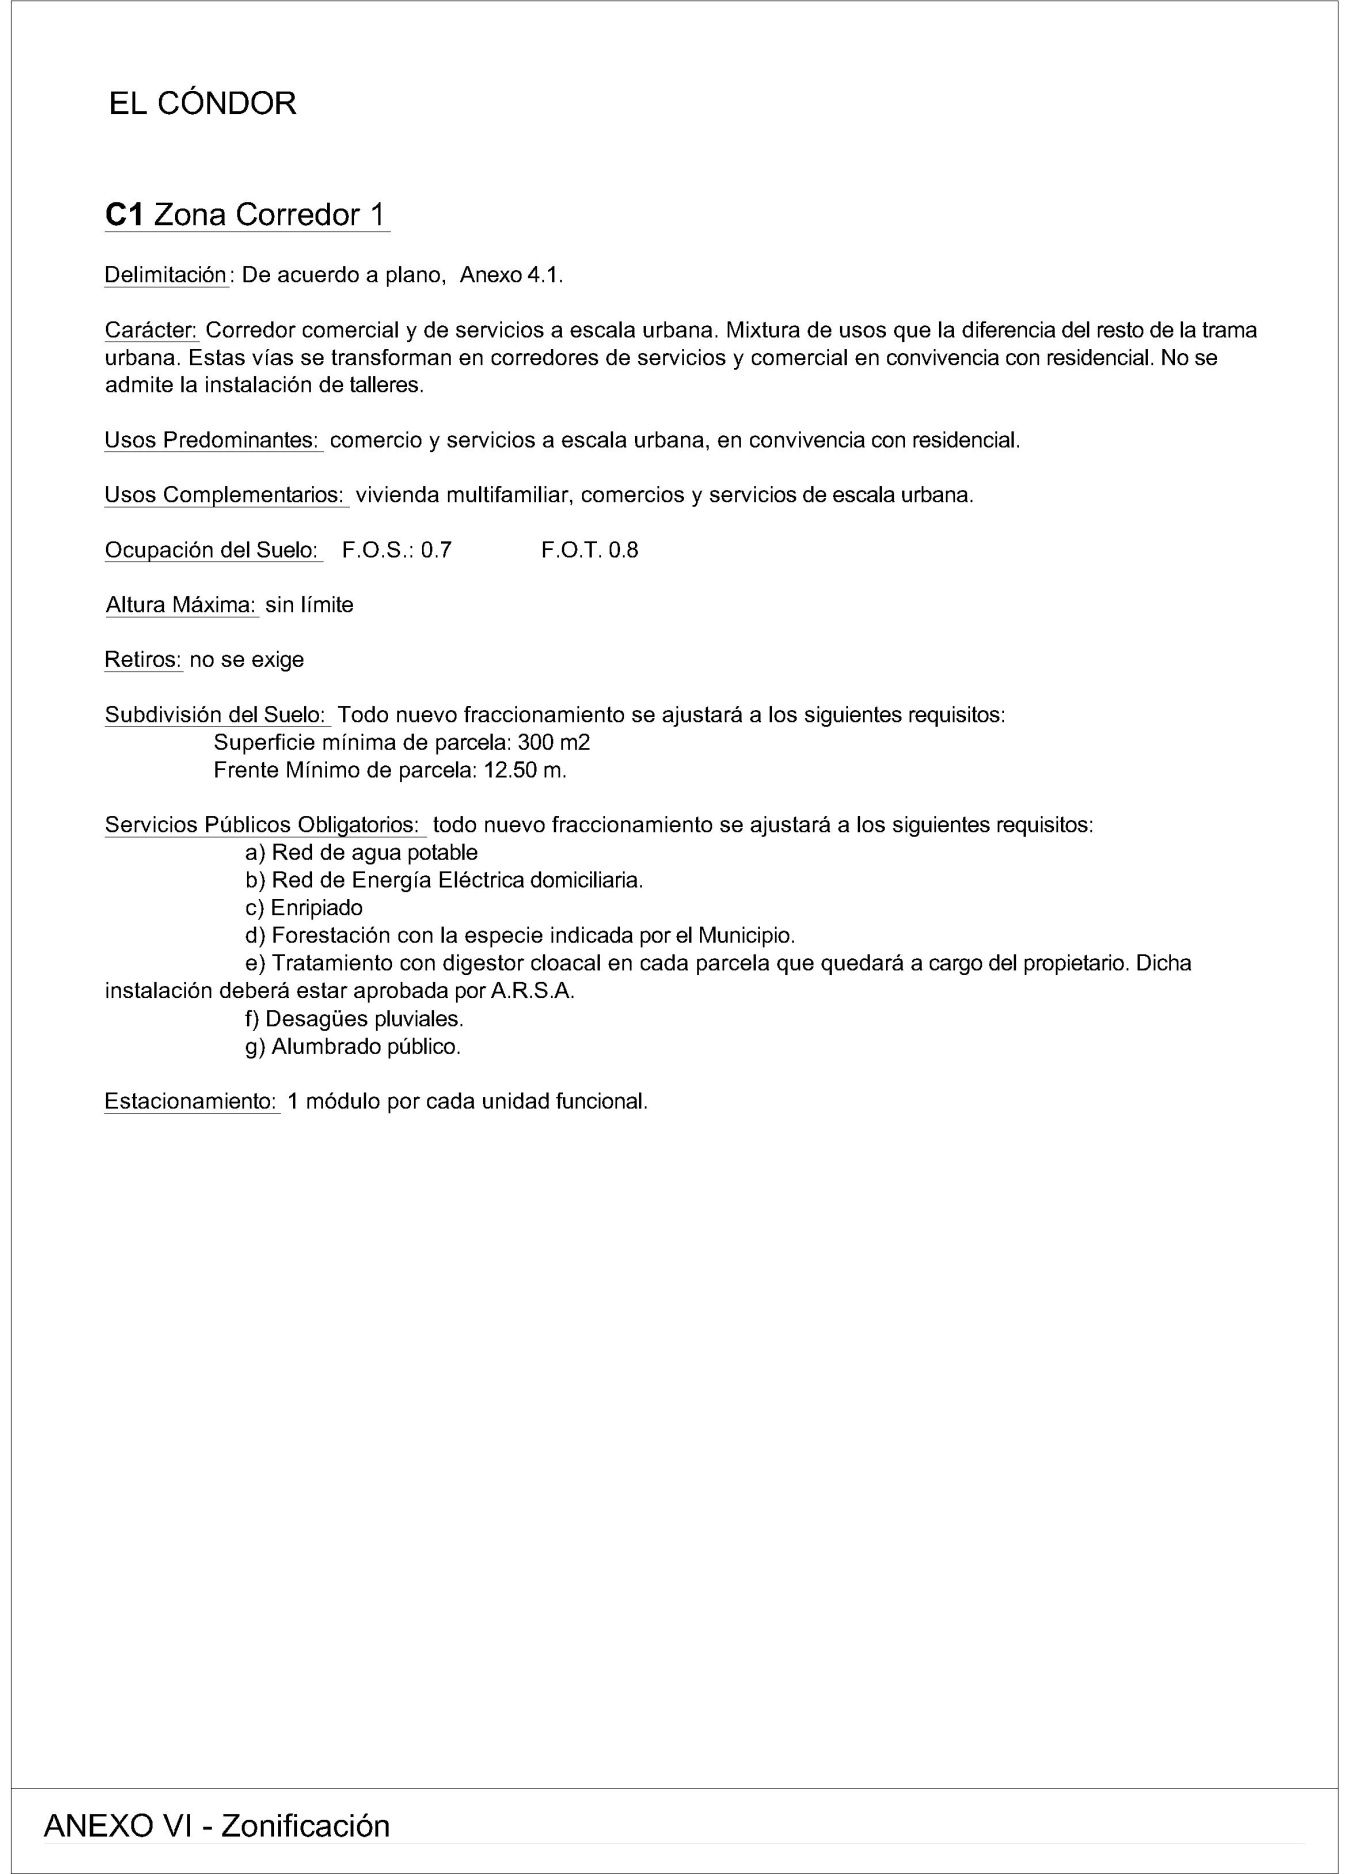 EL CÓNDOR
C1 Zona Corredor 1
Delimitación: De acuerdo a plano, Anexo 4.1.
Carácter: Corredor comercial y de servicios a escala urbana. Mixtura de usos que la diferencia del resto de la trama
urbana. Estas vías se transforman en corredores de servicios y comercial en convivencia con residencial. No se
admite la instalación de talleres.
Usos Predominantes: comercio y servicios a escala urbana, en convivencia con residencial.
Usos Complementarios: vivienda multifamiliar, comercios y servicios de escala urbana.
Ocupación del Suelo: F.O.S.: 0.7 F.O.T. 0.8
Altura Máxima: sin límite
Retiros: no se exige
Subdivisión del Suelo: Todo nuevo fraccionamiento se ajustará a los siguientes requisitos:
Superficie mínima de parcela: 300 m2
Frente Mínimo de parcela: 12.50 m.
Servicios Públicos Obligatorios: todo nuevo fraccionamiento se ajustará a los siguientes requisitos:
a) Red de agua potable
b) Red de Energía Eléctrica domiciliaria.
c) Enripiado
d) Forestación con la especie indicada por el Municipio.
e) Tratamiento con digestor cloacal en cada parcela que quedará a cargo del propietario. Dicha
instalación deberá estar aprobada por A.R.S.A.
f) Desagües pluviales.
g) Alumbrado público.
Estacionamiento: 1 módulo por cada unidad funcional.
ANEXO VI - Zonificación